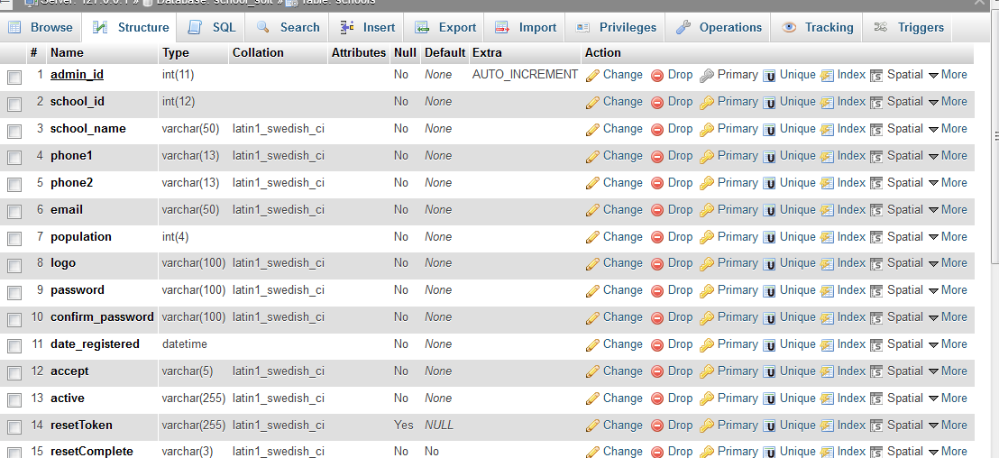 Server: 127.0.0.1 » Database: school_soft » Table: schools
Browse Structure SQL Search Insert Export Import Privileges Operations Tracking Triggers
# Name Type Collation Attributes Null Default Extra Action
1 admin_id int(11) No None AUTO_INCREMENT Change Drop Primary Unique Index Spatial More
2 school_id int(12) No None Change Drop Primary Unique Index Spatial More
3 school_name varchar(50) latin1_swedish_ci No None Change Drop Primary Unique Index Spatial More
4 phone1 varchar(13) latin1_swedish_ci No None Change Drop Primary Unique Index Spatial More
5 phone2 varchar(13) latin1_swedish_ci No None Change Drop Primary Unique Index Spatial More
6 email varchar(50) latin1_swedish_ci No None Change Drop Primary Unique Index Spatial More
7 population int(4) No None Change Drop Primary Unique Index Spatial More
8 logo varchar(100) latin1_swedish_ci No None Change Drop Primary Unique Index Spatial More
9 password varchar(100) latin1_swedish_ci No None Change Drop Primary Unique Index Spatial More
10 confirm_password varchar(100) latin1_swedish_ci No None Change Drop Primary Unique Index Spatial More
11 date_registered datetime No None Change Drop Primary Unique Index Spatial More
12 accept varchar(5) latin1_swedish_ci No None Change Drop Primary Unique Index Spatial More
13 active varchar(255) latin1_swedish_ci No None Change Drop Primary Unique Index Spatial More
14 resetToken varchar(255) latin1_swedish_ci Yes NULL Change Drop Primary Unique Index Spatial More
15 resetComplete varchar(3) latin1_swedish_ci No No Change Drop Primary Unique Index Spatial More